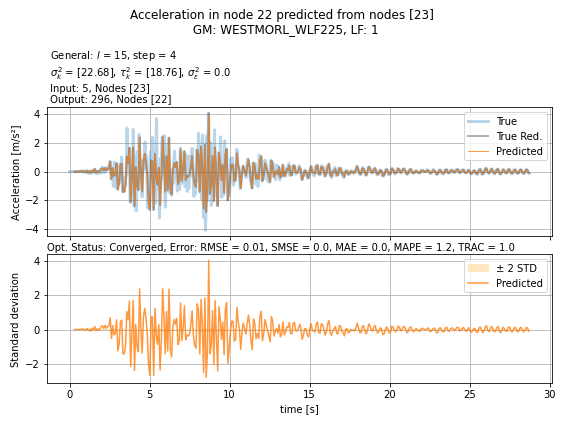 Acceleration in node 22 predicted from nodes [23]
GM: WESTMORL_WLF225, LF: 1
General: l = 15, step = 4
σ²ₖ = [22.68], τ²ₖ = [18.76], σ²ε = 0.0
Input: 5, Nodes [23]
Output: 296, Nodes [22]
Acceleration [m/s²]
4
2
0
−2
−4
True
True Red.
Predicted
Opt. Status: Converged, Error: RMSE = 0.01, SMSE = 0.0, MAE = 0.0, MAPE = 1.2, TRAC = 1.0
Standard deviation
4
2
0
−2
± 2 STD
Predicted
0 5 10 15 20 25 30
time [s]